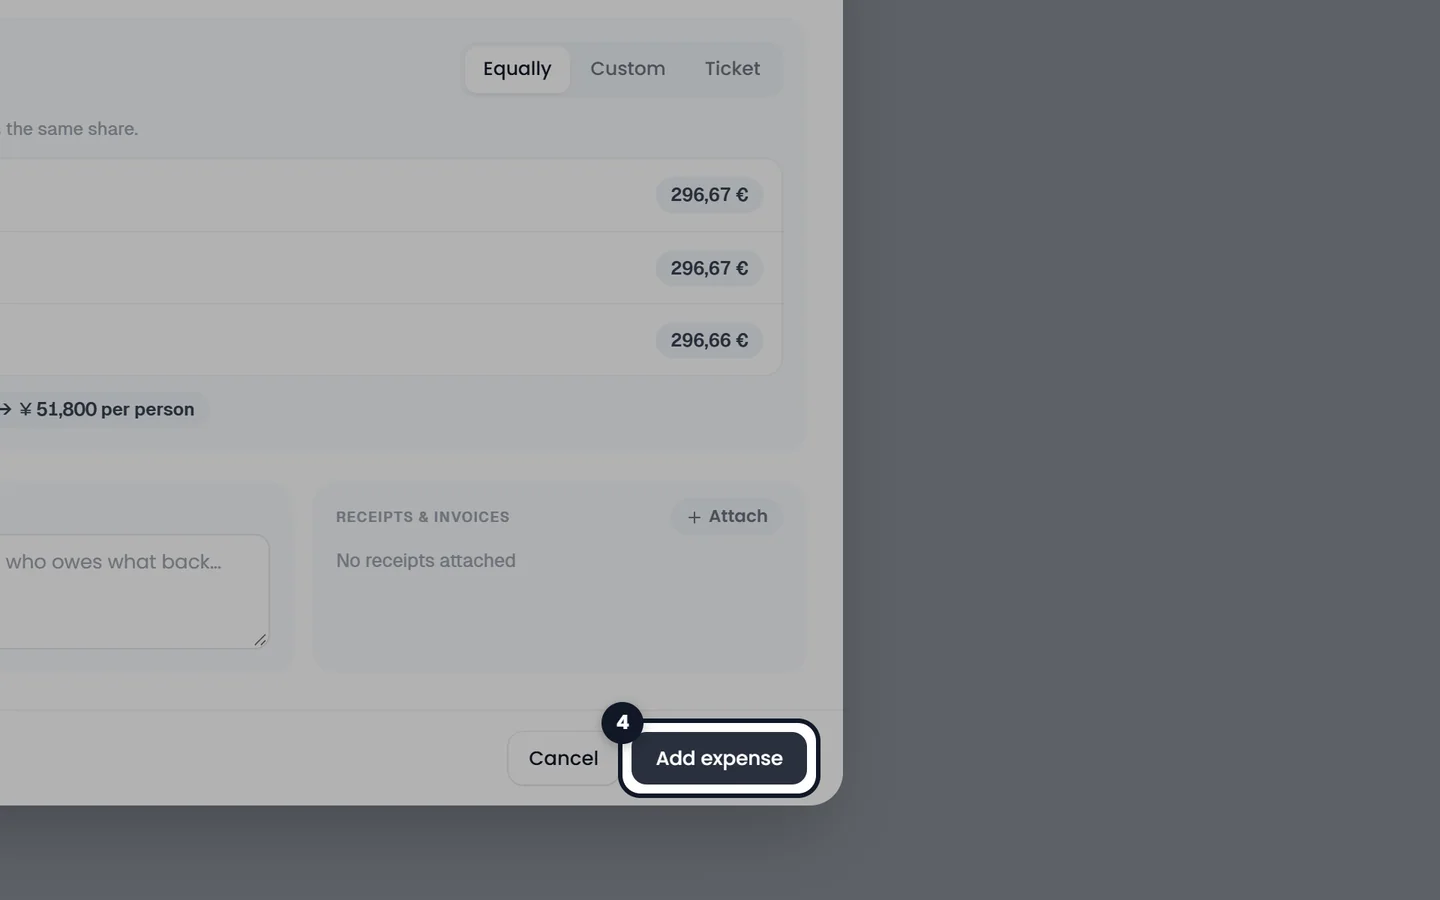 Equally Custom Ticket
the same share.
296,67 €
296,67 €
296,66 €
→ ¥ 51,800 per person
RECEIPTS & INVOICES + Attach
who owes what back...
No receipts attached
4
Cancel Add expense